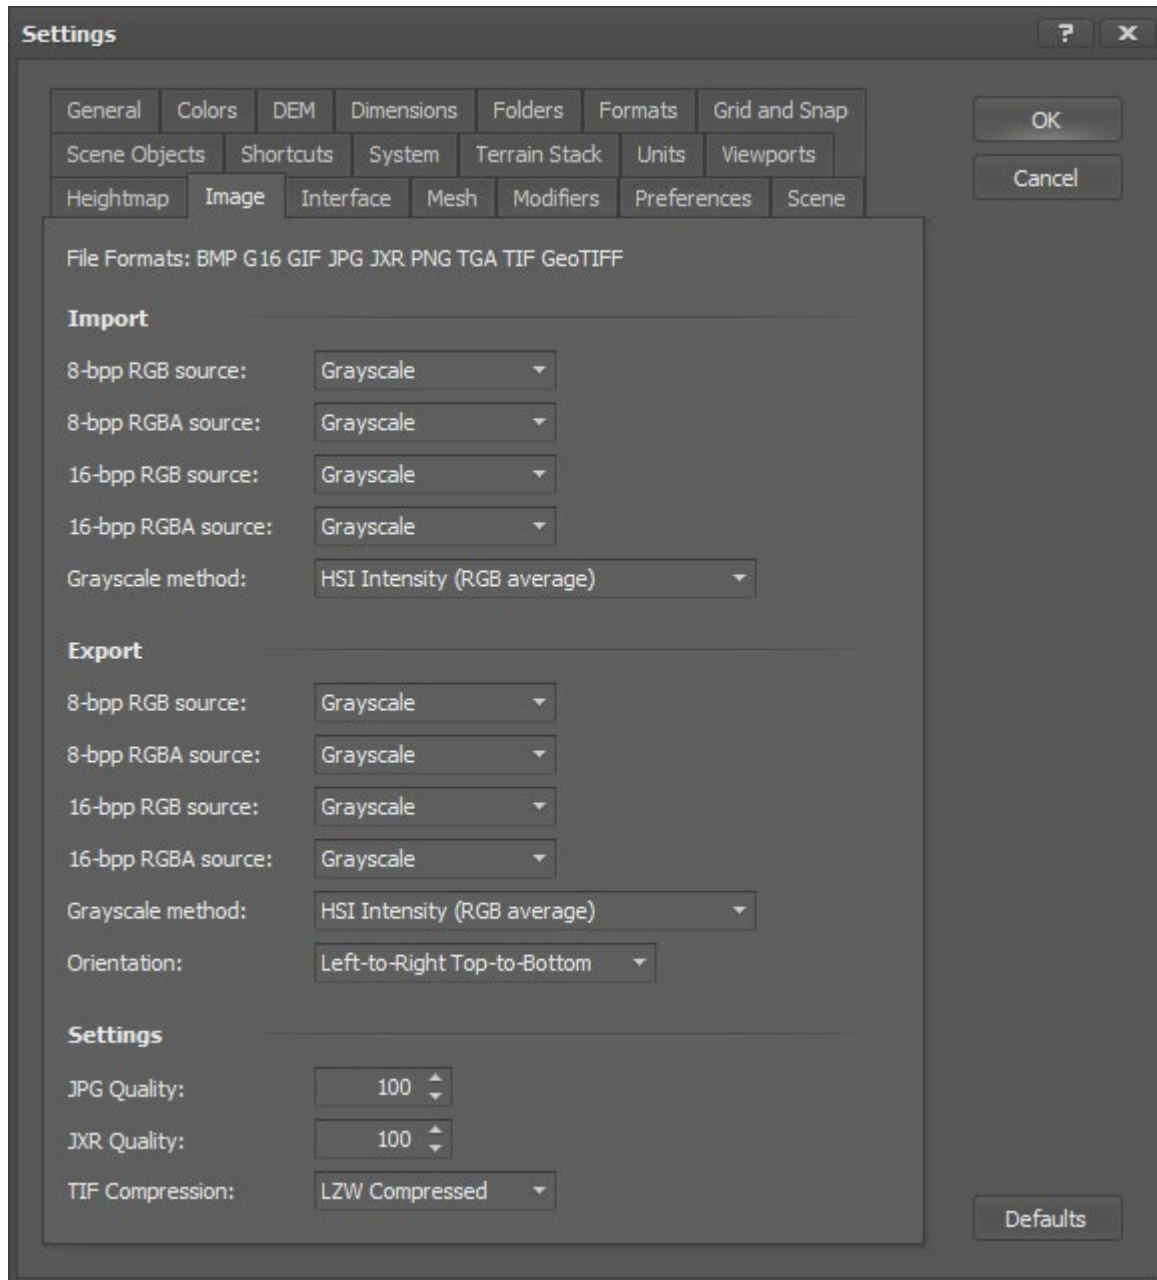 Settings
General Colors DEM Dimensions Folders Formats Grid and Snap
Scene Objects Shortcuts System Terrain Stack Units Viewports
Heightmap Image Interface Mesh Modifiers Preferences Scene
OK
Cancel
File Formats: BMP G16 GIF JPG JXR PNG TGA TIF GeoTIFF
Import
8-bpp RGB source: Grayscale
8-bpp RGBA source: Grayscale
16-bpp RGB source: Grayscale
16-bpp RGBA source: Grayscale
Grayscale method: HSI Intensity (RGB average)
Export
8-bpp RGB source: Grayscale
8-bpp RGBA source: Grayscale
16-bpp RGB source: Grayscale
16-bpp RGBA source: Grayscale
Grayscale method: HSI Intensity (RGB average)
Orientation: Left-to-Right Top-to-Bottom
Settings
JPG Quality: 100
JXR Quality: 100
TIF Compression: LZW Compressed
Defaults